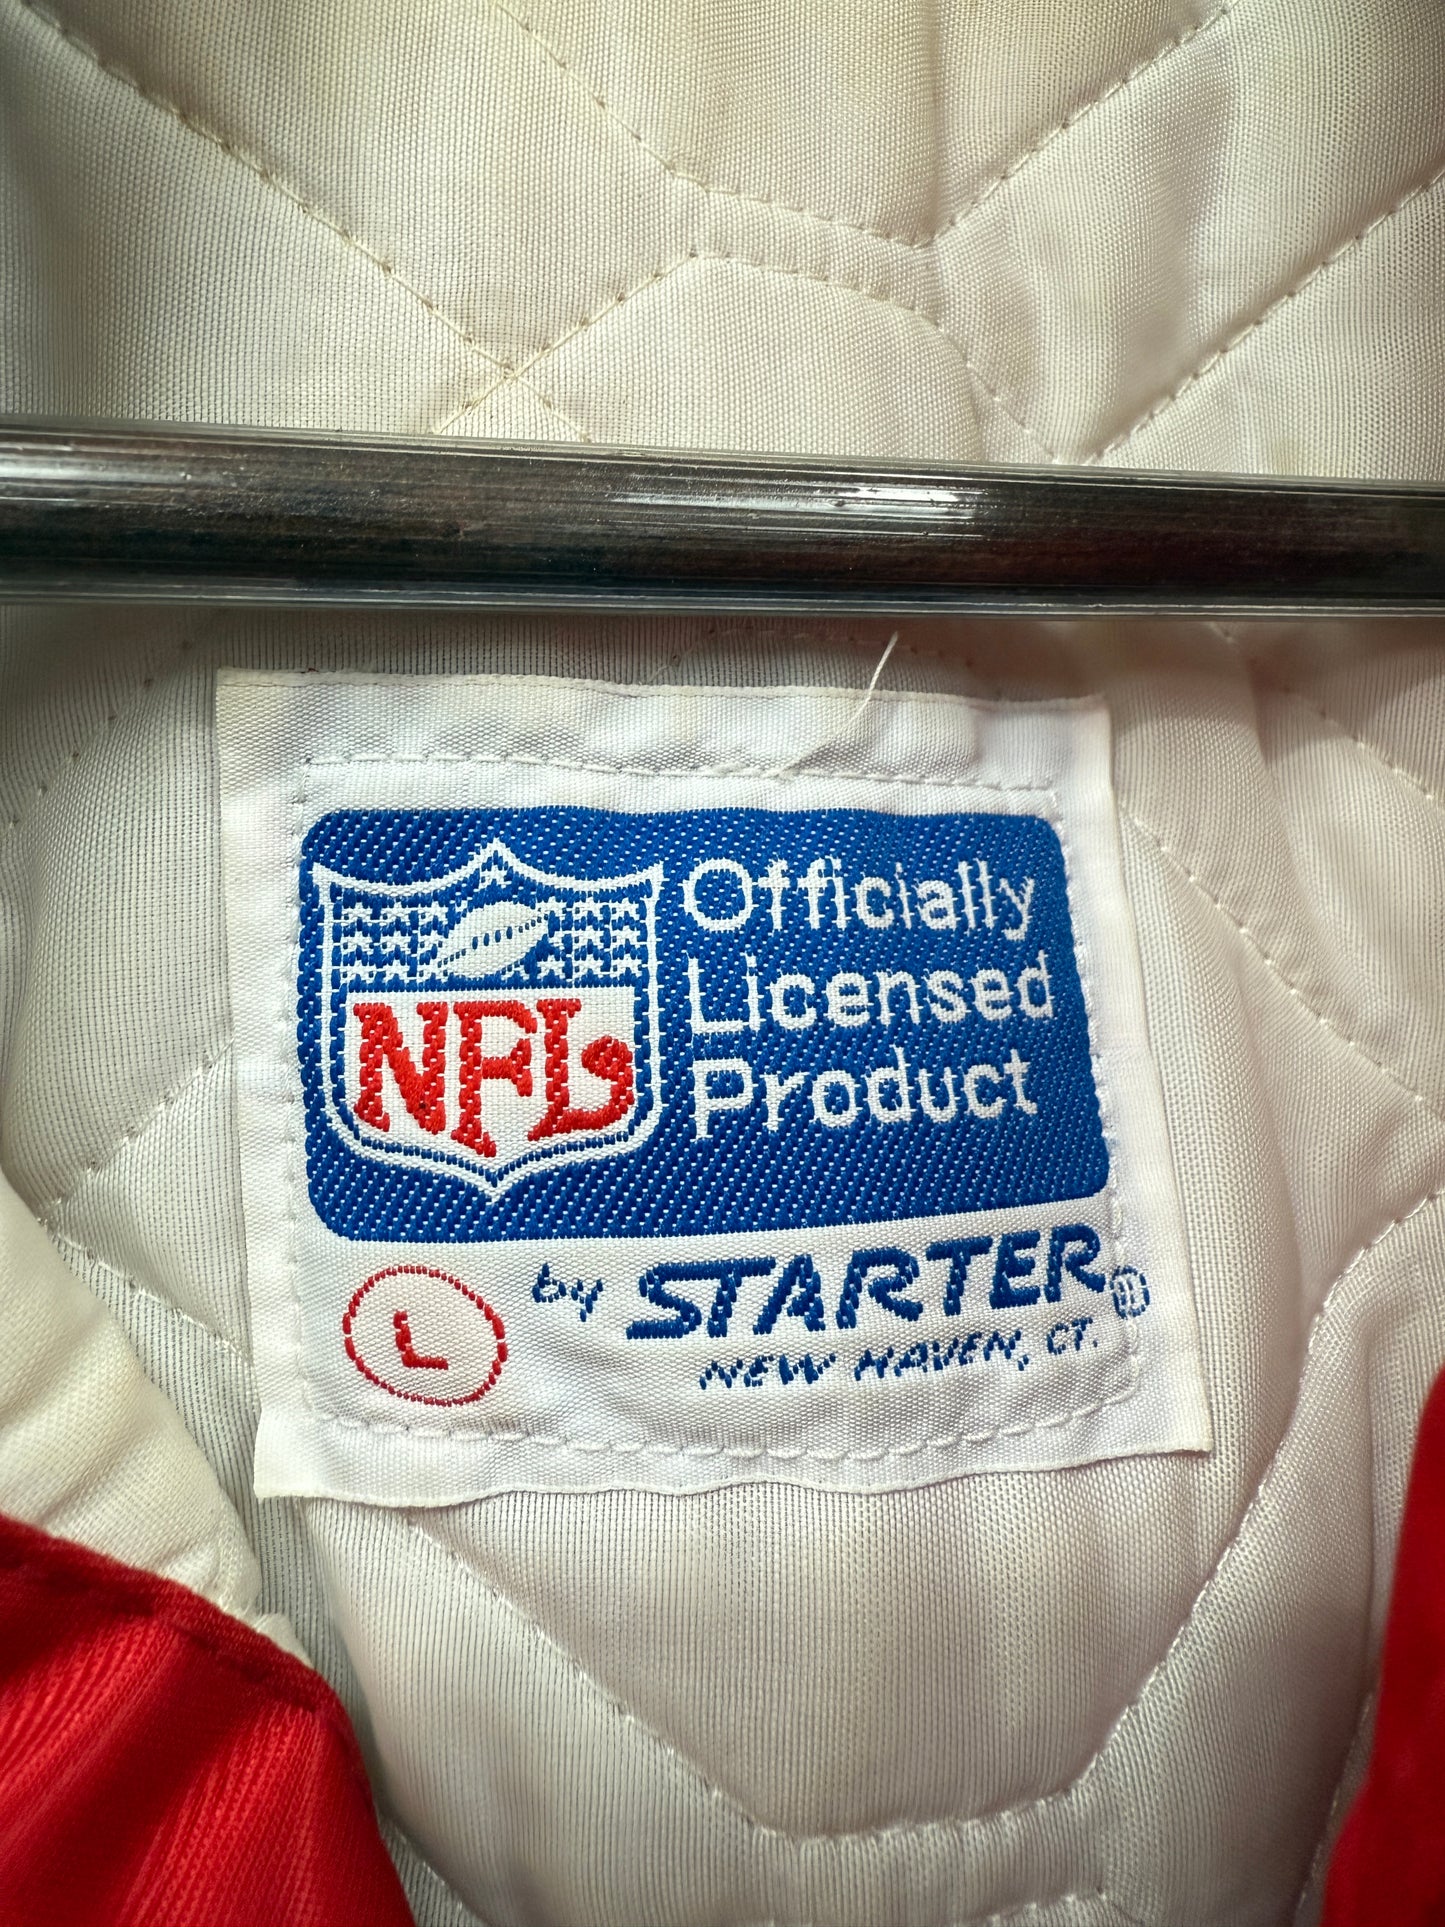 NFL
Officially
Licensed
Product
L
by STARTER®
NEW HAVEN, CT.